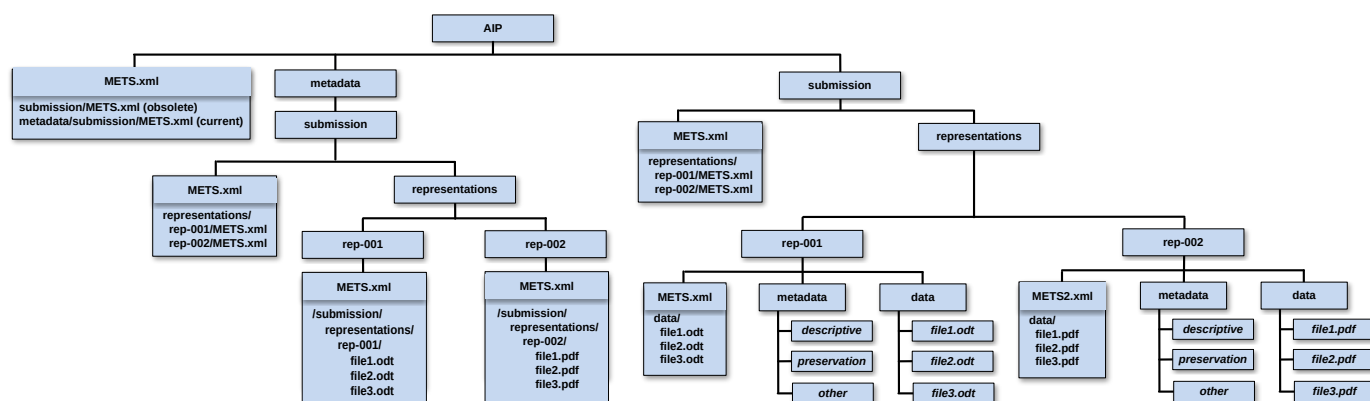 AIP
METS.xml
submission/METS.xml (obsolete)
metadata/submission/METS.xml (current)
metadata
submission
METS.xml
representations/
rep-001/METS.xml
rep-002/METS.xml
representations
rep-001
METS.xml
/submission/
representations/
rep-001/
file1.odt
file2.odt
file3.odt
rep-002
METS.xml
/submission/
representations/
rep-002/
file1.pdf
file2.pdf
file3.pdf
submission
METS.xml
representations/
rep-001/METS.xml
rep-002/METS.xml
representations
rep-001
METS.xml
data/
file1.odt
file2.odt
file3.odt
metadata
descriptive
preservation
other
data
file1.odt
file2.odt
file3.odt
rep-002
METS2.xml
data/
file1.pdf
file2.pdf
file3.pdf
metadata
descriptive
preservation
other
data
file1.pdf
file2.pdf
file3.pdf